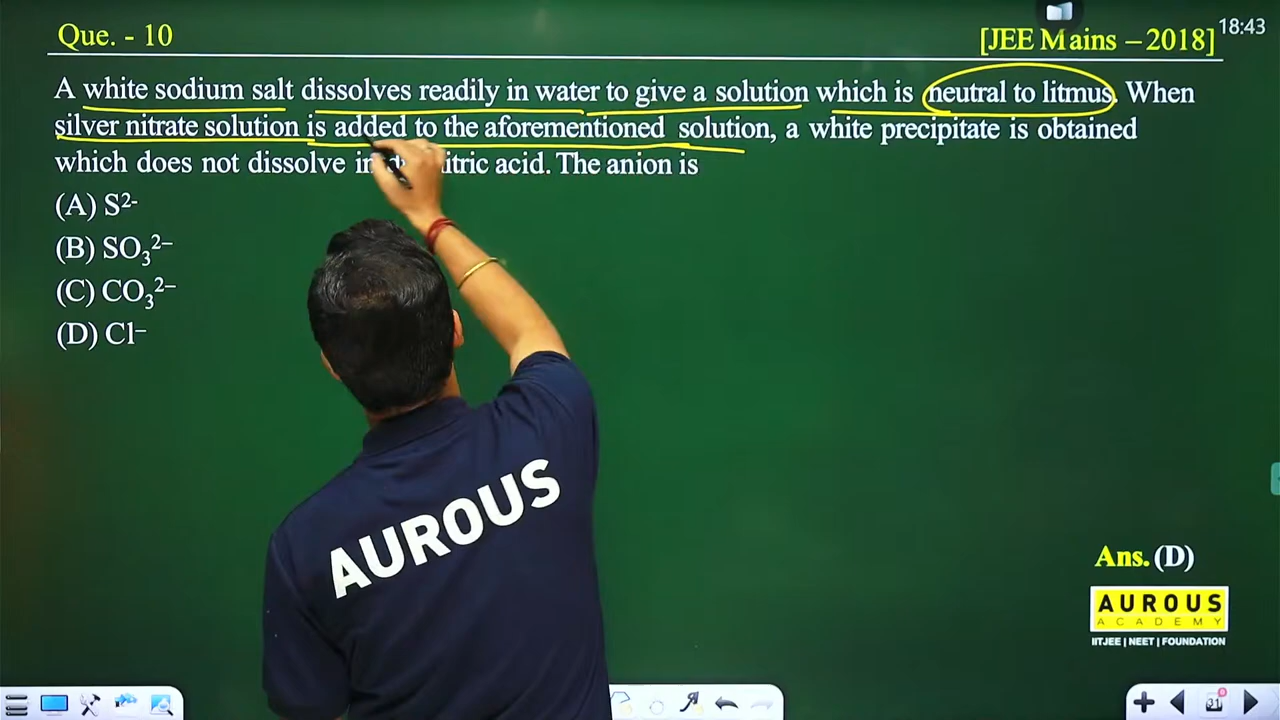 Que. - 10
[JEE Mains – 2018]
18:43
A white sodium salt dissolves readily in water to give a solution which is neutral to litmus. When
silver nitrate solution is added to the aforementioned solution, a white precipitate is obtained
which does not dissolve in nitric acid. The anion is
(A) S²⁻
(B) SO₃²⁻
(C) CO₃²⁻
(D) Cl⁻
AUROUS
Ans. (D)
AUROUS
ACADEMY
IITJEE | NEET | FOUNDATION
31